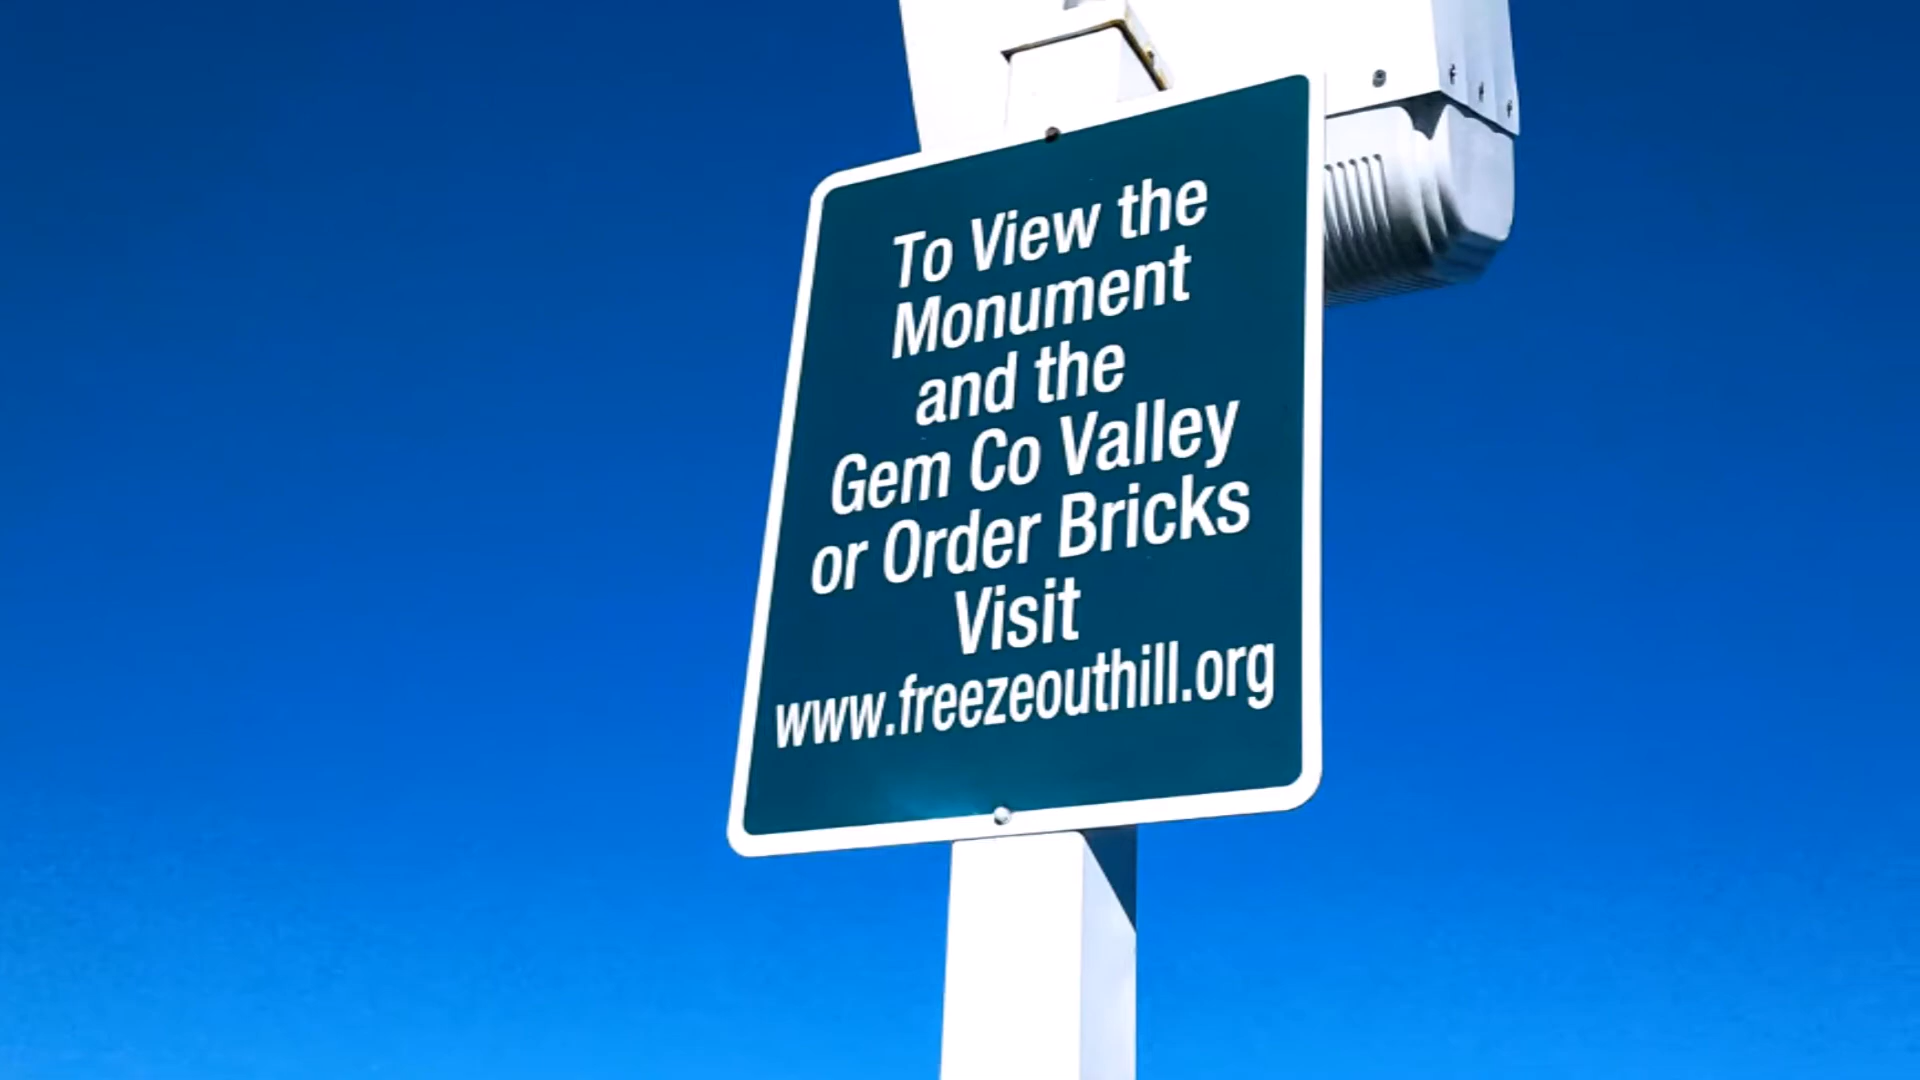 To View the
Monument
and the
Gem Co Valley
or Order Bricks
Visit
www.freezeouthill.org